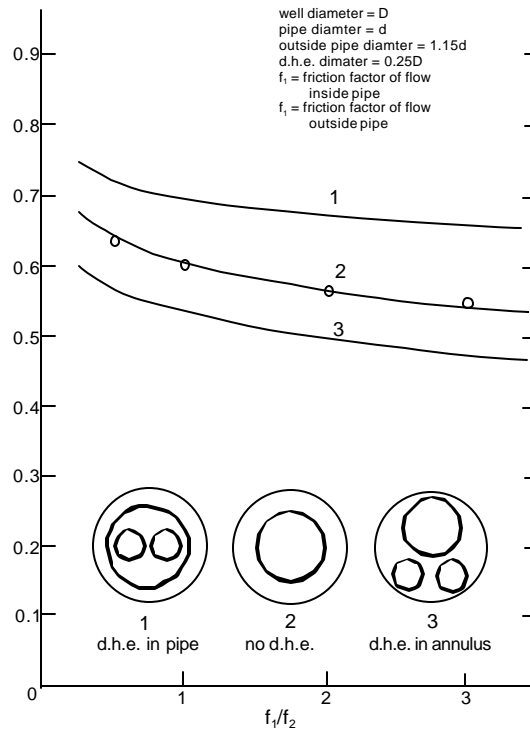 well diameter = D
pipe diamter = d
outside pipe diamter = 1.15d
d.h.e. dimater = 0.25D
f₁ = friction factor of flow
inside pipe
f₁ = friction factor of flow
outside pipe
0.9
0.8
0.7
0.6
0.5
0.4
0.3
0.2
0.1
0
1
2
3
1
d.h.e. in pipe
2
no d.h.e.
3
d.h.e. in annulus
1
2
3
f₁/f₂